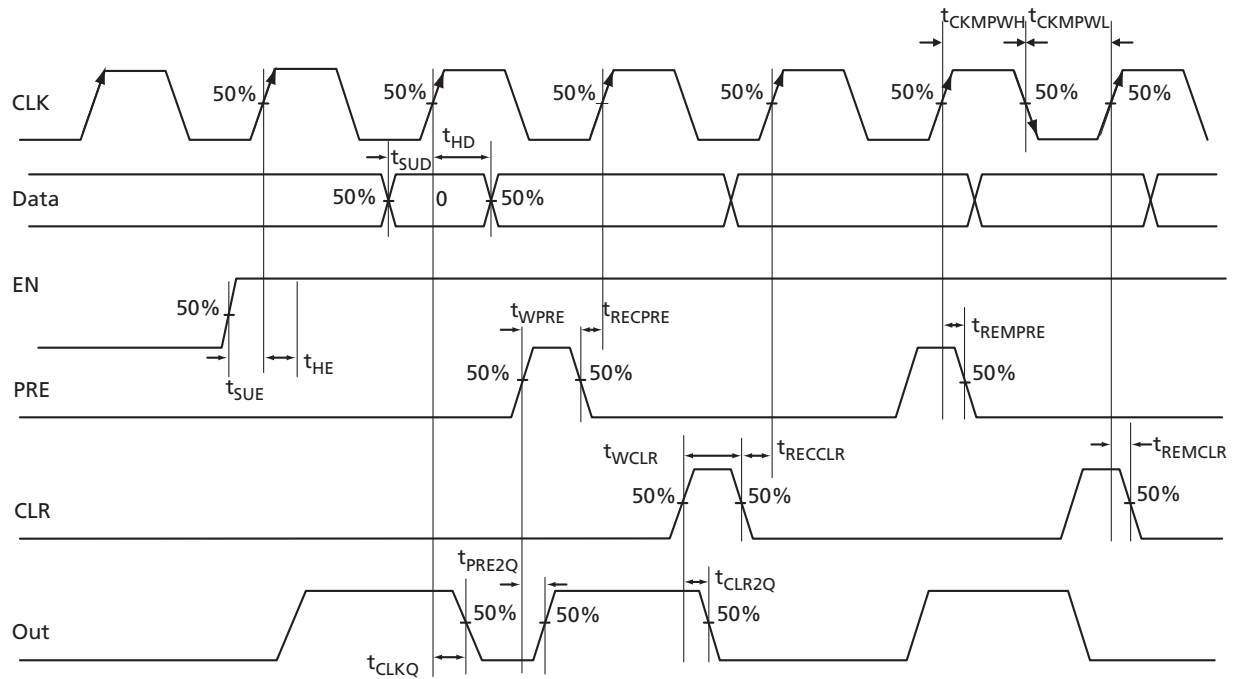 tCKMPWH tCKMPWL
CLK
50%
50%
50%
50%
50%
50%
50%
tSUD
tHD
Data
50%
0
50%
EN
50%
tSUE
tHE
tWPRE
tRECPRE
tREMPRE
PRE
50%
50%
50%
tWCLR
tRECCLR
tREMCLR
CLR
50%
50%
50%
tPRE2Q
tCLR2Q
Out
50%
50%
50%
tCLKQ